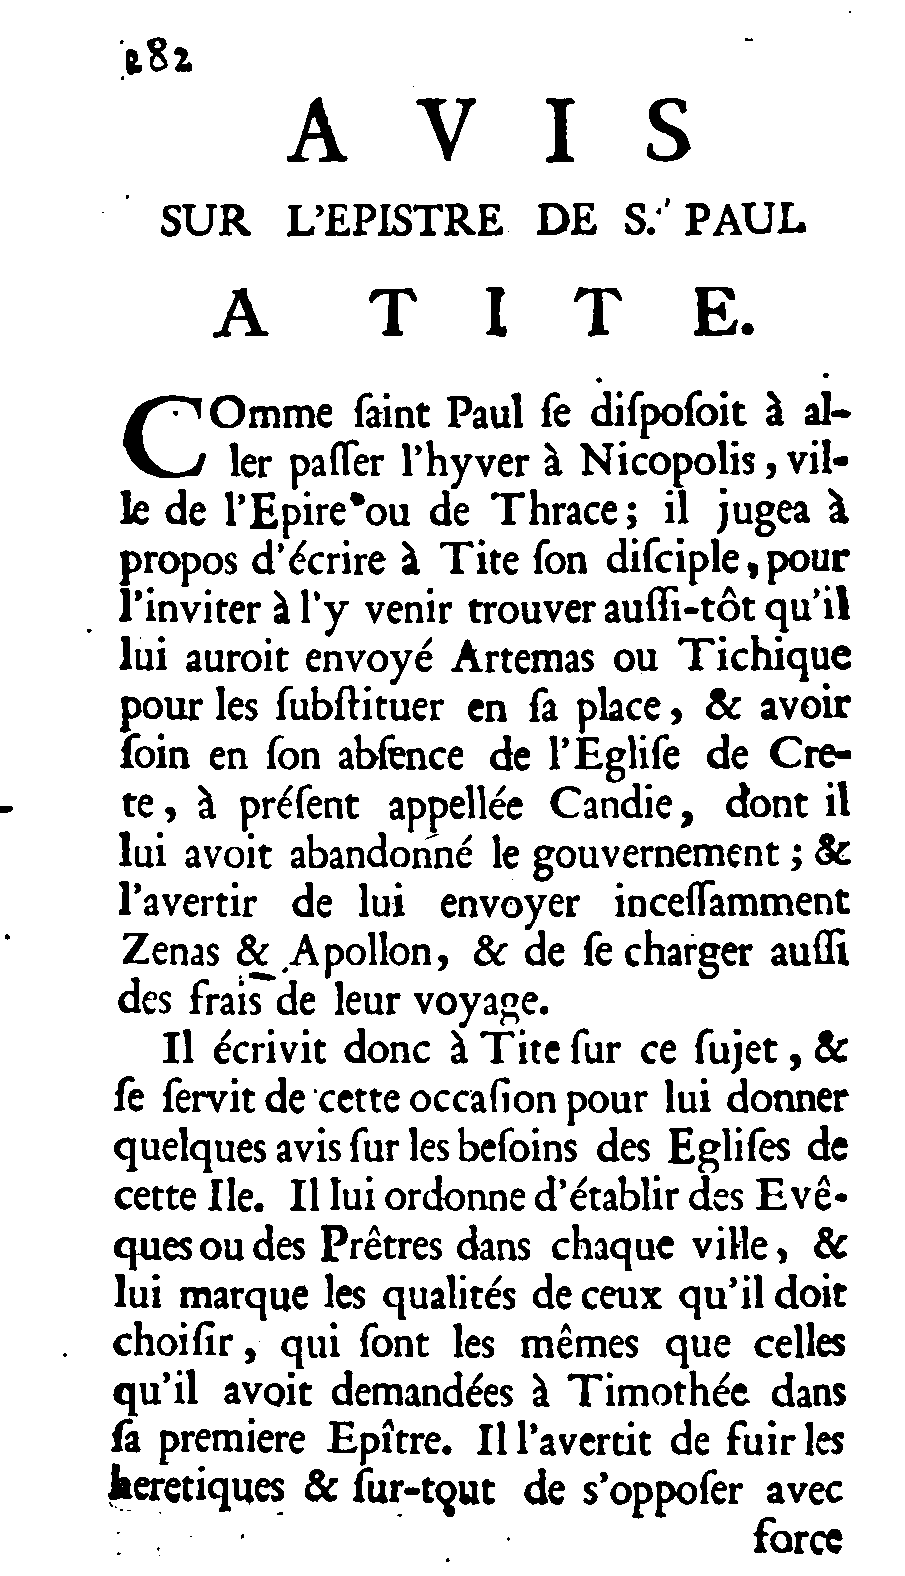 282
AVIS
SUR L'EPISTRE DE S. PAUL
A TITE.
COmme ſaint Paul ſe diſpoſoit à al-
ler paſſer l'hyver à Nicopolis, vil-
le de l'Epire ou de Thrace; il jugea à
propos d'écrire à Tite ſon diſciple, pour
l'inviter à l'y venir trouver auſſi-tôt qu'il
lui auroit envoyé Artemas ou Tichique
pour les ſubſtituer en ſa place, & avoir
ſoin en ſon abſence de l'Egliſe de Cre-
te, à préſent appellée Candie, dont il
lui avoit abandonné le gouvernement; &
l'avertir de lui envoyer inceſſamment
Zenas & Apollon, & de ſe charger auſſi
des frais de leur voyage.
Il écrivit donc à Tite ſur ce ſujet, &
ſe ſervit de cette occaſion pour lui donner
quelques avis ſur les beſoins des Egliſes de
cette Ile. Il lui ordonne d'établir des Evê-
ques ou des Prêtres dans chaque ville, &
lui marque les qualités de ceux qu'il doit
choiſir, qui ſont les mêmes que celles
qu'il avoit demandées à Timothée dans
ſa premiere Epître. Il l'avertit de fuir les
heretiques & ſur-tout de s'oppoſer avec
force